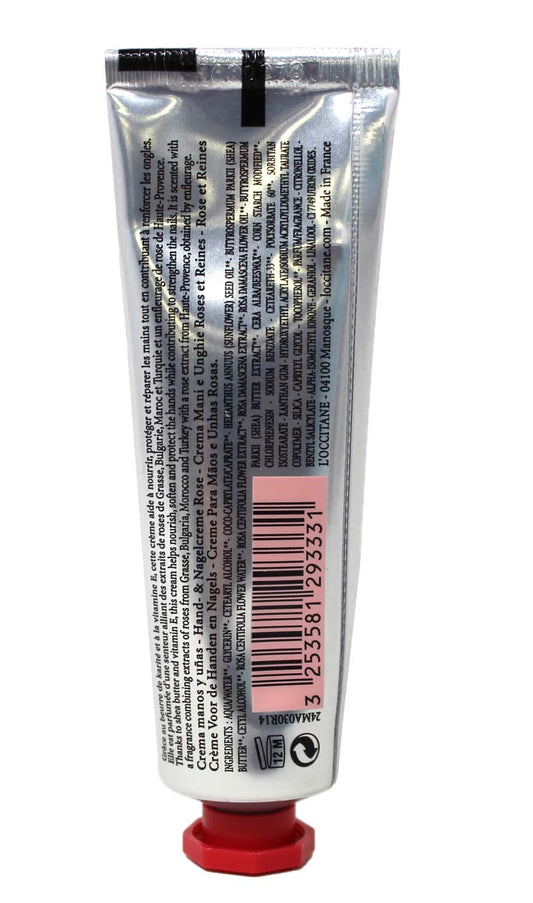 Grâce au beurre de karité et à la vitamine E, cette crème aide à nourrir, protéger et réparer les mains tout en contribuant à renforcer les ongles.
Elle est parfumée d'une senteur alliant des extraits de roses de Grasse, Bulgarie, Maroc et Turquie et un enfleurage de rose de Haute-Provence.
Thanks to shea butter and vitamin E, this cream helps nourish, soften and protect the hands while contributing to strengthen the nails. It is scented with
a fragrance combining extracts of roses from Grasse, Bulgaria, Morocco and Turkey with a rose extract from Haute-Provence, obtained by enfleurage.
Crema manos y uñas - Hand- & Nagelcreme Rose - Crema Mani e Unghie Roses et Reines - Rose et Reines
Crème Voor de Handen en Nagels - Creme Para Mãos e Unhas Rosas.
INGREDIENTS : AQUA/WATER**, GLYCERIN**- CETEARYL ALCOHOL**- COCO-CAPRYLATE/CAPRATE**- HELIANTHUS ANNUUS (SUNFLOWER) SEED OIL**- BUTYROSPERMUM PARKII (SHEA)
BUTTER**- CETYL ALCOHOL**- ROSA CENTIFOLIA FLOWER WATER**- ROSA CENTIFOLIA FLOWER EXTRACT**- ROSA DAMASCENA EXTRACT**- ROSA DAMASCENA FLOWER OIL**- BUTYROSPERMUM
PARKII (SHEA) BUTTER EXTRACT**- CERA ALBA/BEESWAX**- CORN STARCH MODIFIED**-
CHLORPHENESIN - SODIUM BENZOATE - CETEARETH-33**- POLYSORBATE 60**- SORBITAN
ISOSTEARATE - XANTHAN GUM - HYDROXYETHYL ACRYLATE/SODIUM ACRYLOYLDIMETHYL TAURATE
COPOLYMER - SILICA - CAPRYLYL GLYCOL - TOCOPHEROL**- PARFUM/FRAGRANCE - CITRONELLOL -
BENZYL SALICYLATE - ALPHA-ISOMETHYL IONONE - GERANIOL - LINALOOL - CI 77491/IRON OXIDES.
L'OCCITANE - 04100 Manosque - loccitane.com - Made in France
3 253581 293331
24MA030R14
12 M